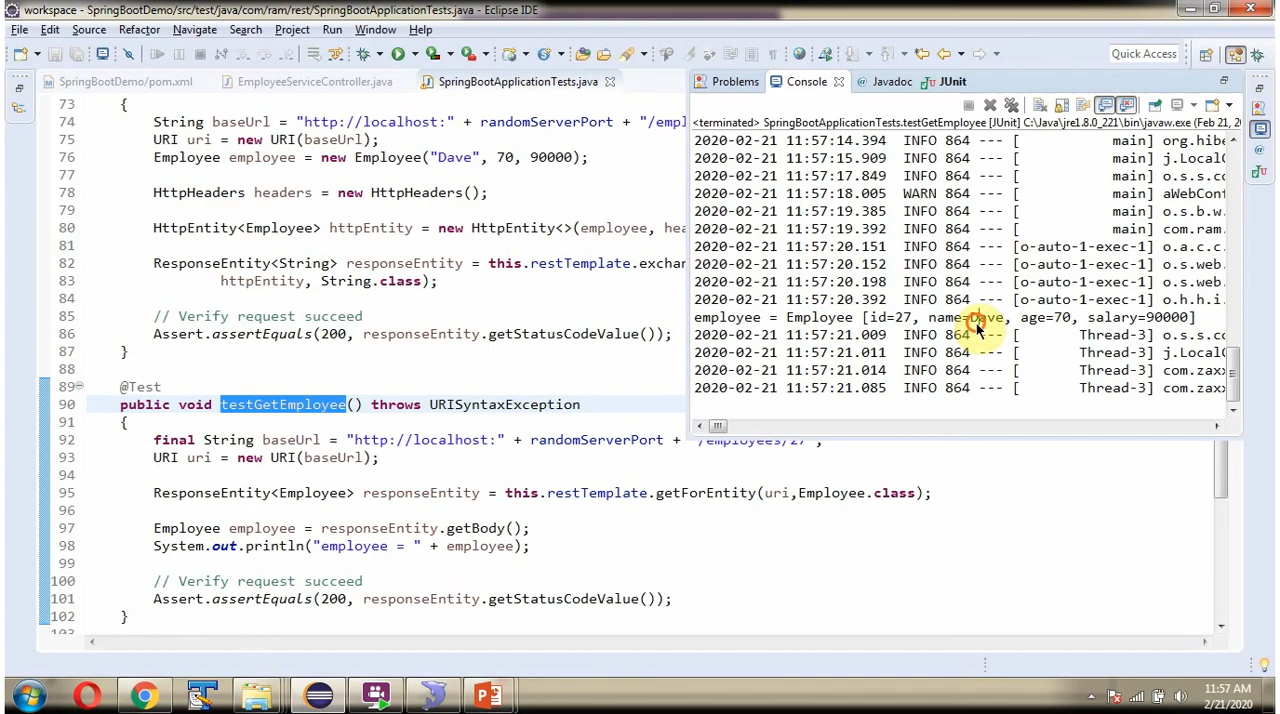 workspace - SpringBootDemo/src/test/java/com/ram/rest/SpringBootApplicationTests.java - Eclipse IDE
File Edit Source Refactor Navigate Search Project Run Window Help
Quick Access
SpringBootDemo/pom.xml EmployeeServiceController.java SpringBootApplicationTests.java
73 {
74 String baseUrl = "http://localhost:" + randomServerPort + "/empl
75 URI uri = new URI(baseUrl);
76 Employee employee = new Employee("Dave", 70, 90000);
77
78 HttpHeaders headers = new HttpHeaders();
79
80 HttpEntity<Employee> httpEntity = new HttpEntity<>(employee, hea
81
82 ResponseEntity<String> responseEntity = this.restTemplate.exchan
83 httpEntity, String.class);
84
85 // Verify request succeed
86 Assert.assertEquals(200, responseEntity.getStatusCodeValue());
87 }
88
89 @Test
90 public void testGetEmployee() throws URISyntaxException
91 {
92 final String baseUrl = "http://localhost:" + randomServerPort + "/employees/27";
93 URI uri = new URI(baseUrl);
94
95 ResponseEntity<Employee> responseEntity = this.restTemplate.getForEntity(uri,Employee.class);
96
97 Employee employee = responseEntity.getBody();
98 System.out.println("employee = " + employee);
99
100 // Verify request succeed
101 Assert.assertEquals(200, responseEntity.getStatusCodeValue());
102 }
103
Problems Console Javadoc JUnit
<terminated> SpringBootApplicationTests.testGetEmployee [JUnit] C:\Java\jre1.8.0_221\bin\javaw.exe (Feb 21, 20
2020-02-21 11:57:14.394 INFO 864 --- [ main] org.hibe
2020-02-21 11:57:15.909 INFO 864 --- [ main] j.LocalC
2020-02-21 11:57:17.849 INFO 864 --- [ main] o.s.s.co
2020-02-21 11:57:18.005 WARN 864 --- [ main] aWebConf
2020-02-21 11:57:19.385 INFO 864 --- [ main] o.s.b.w.
2020-02-21 11:57:19.392 INFO 864 --- [ main] com.ram.
2020-02-21 11:57:20.151 INFO 864 --- [o-auto-1-exec-1] o.a.c.c.
2020-02-21 11:57:20.152 INFO 864 --- [o-auto-1-exec-1] o.s.web.
2020-02-21 11:57:20.198 INFO 864 --- [o-auto-1-exec-1] o.s.web.
2020-02-21 11:57:20.392 INFO 864 --- [o-auto-1-exec-1] o.h.h.i.
employee = Employee [id=27, name=Dave, age=70, salary=90000]
2020-02-21 11:57:21.009 INFO 864 --- [ Thread-3] o.s.s.co
2020-02-21 11:57:21.011 INFO 864 --- [ Thread-3] j.LocalC
2020-02-21 11:57:21.014 INFO 864 --- [ Thread-3] com.zaxx
2020-02-21 11:57:21.085 INFO 864 --- [ Thread-3] com.zaxx
11:57 AM
2/21/2020